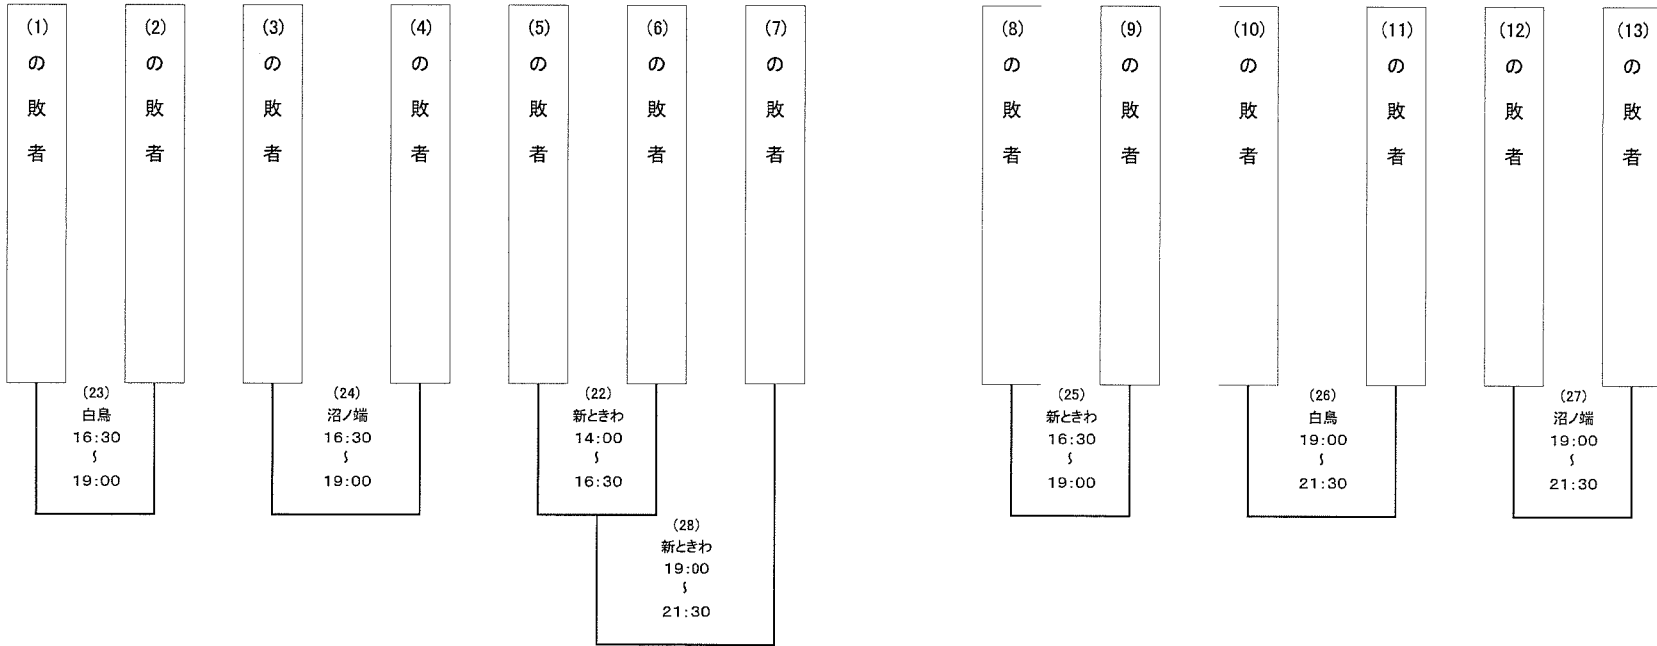 (1)の敗者
(2)の敗者
(3)の敗者
(4)の敗者
(5)の敗者
(6)の敗者
(7)の敗者
(8)の敗者
(9)の敗者
(10)の敗者
(11)の敗者
(12)の敗者
(13)の敗者
(23)
白鳥
16:30
~
19:00
(24)
沼ノ端
16:30
~
19:00
(22)
新ときわ
14:00
~
16:30
(28)
新ときわ
19:00
~
21:30
(25)
新ときわ
16:30
~
19:00
(26)
白鳥
19:00
~
21:30
(27)
沼ノ端
19:00
~
21:30